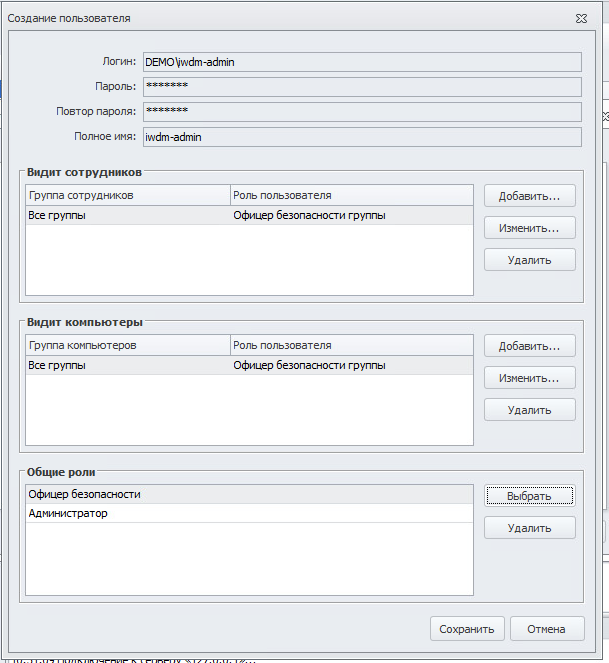 Создание пользователя
Логин: DEMO\iwdm-admin
Пароль: *******
Повтор пароля: *******
Полное имя: iwdm-admin
Видит сотрудников
Группа сотрудников Роль пользователя
Все группы Офицер безопасности группы
Добавить...
Изменить...
Удалить
Видит компьютеры
Группа компьютеров Роль пользователя
Все группы Офицер безопасности группы
Добавить...
Изменить...
Удалить
Общие роли
Офицер безопасности
Администратор
Выбрать
Удалить
Сохранить Отмена